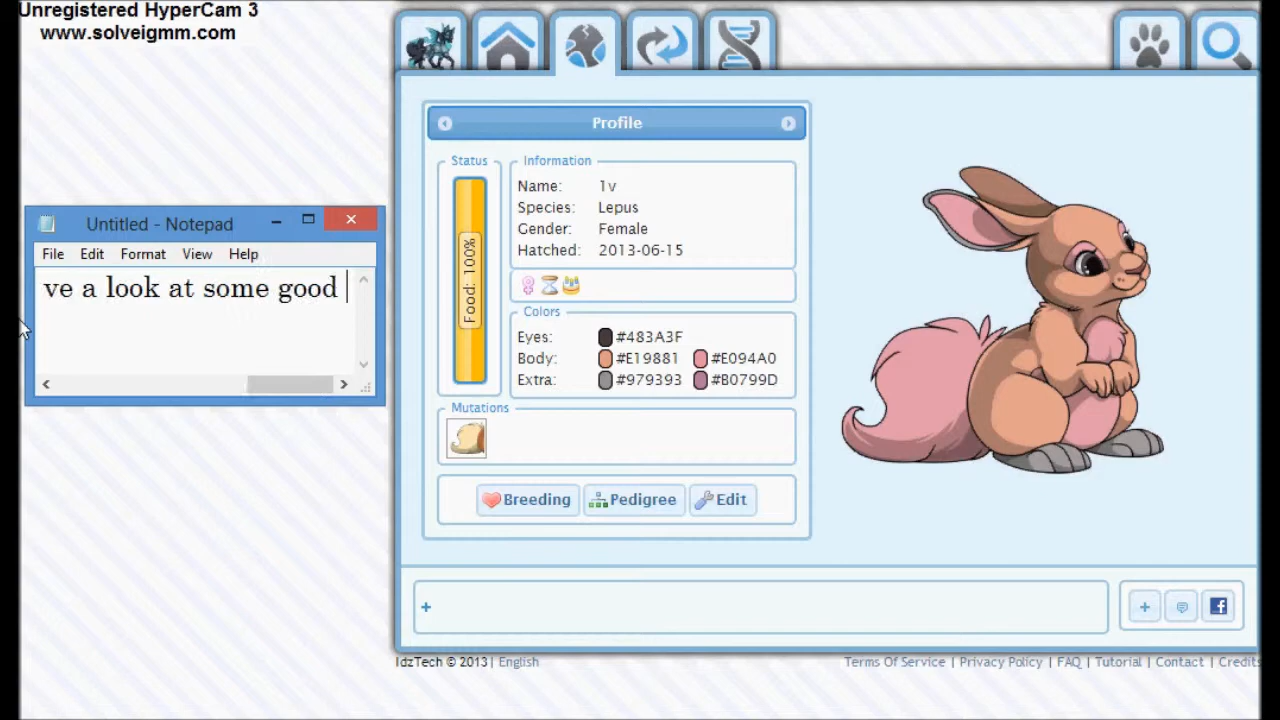 Unregistered HyperCam 3
www.solveigmm.com
Untitled - Notepad
File Edit Format View Help
ve a look at some good
Profile
Status
Food: 100%
Information
Name: 1v
Species: Lepus
Gender: Female
Hatched: 2013-06-15
Colors
Eyes: #483A3F
Body: #E19881 #E094A0
Extra: #979393 #B0799D
Mutations
Breeding Pedigree Edit
IdzTech © 2013 | English
Terms Of Service | Privacy Policy | FAQ | Tutorial | Contact | Credits